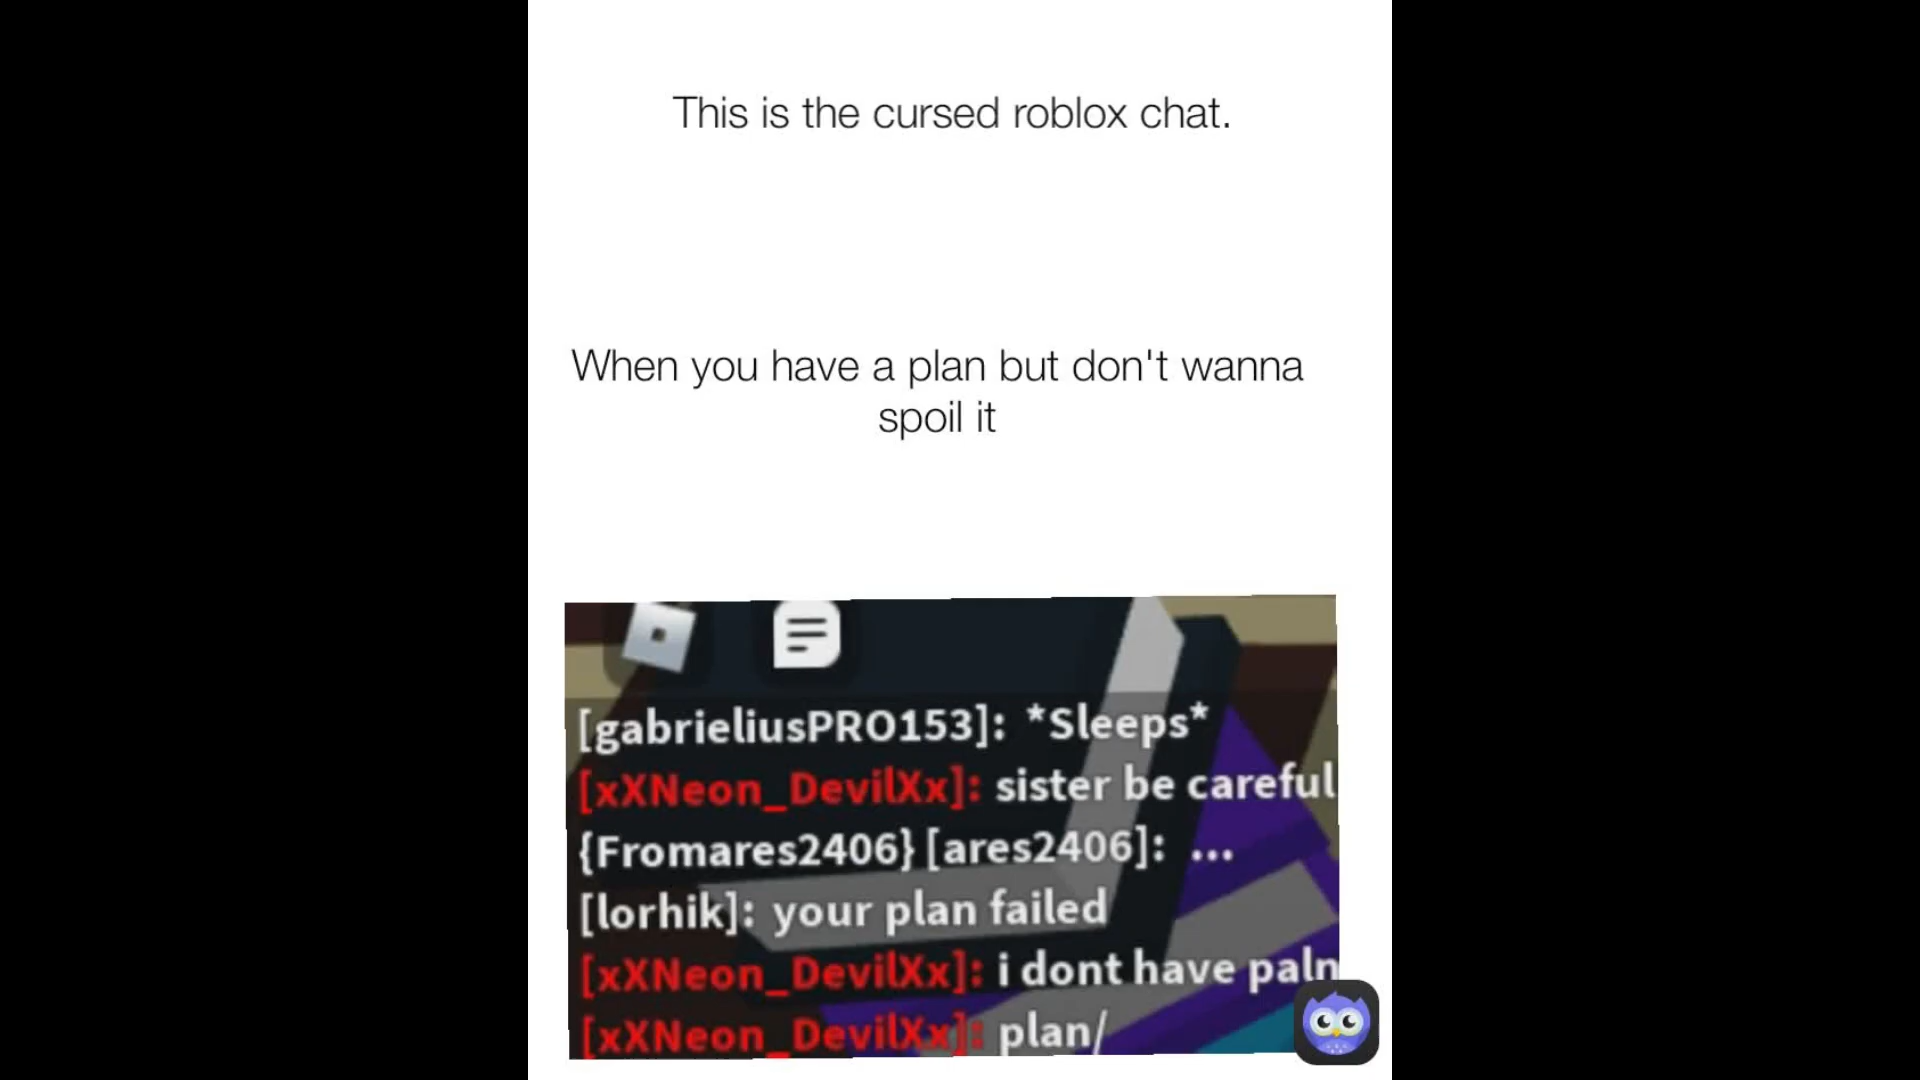 This is the cursed roblox chat.
When you have a plan but don't wanna
spoil it
[gabrieliusPRO153]: *Sleeps*
[xXNeon_DevilXx]: sister be careful
{Fromares2406} [ares2406]: ...
[lorhik]: your plan failed
[xXNeon_DevilXx]: i dont have paln
[xXNeon_DevilXx]: plan/